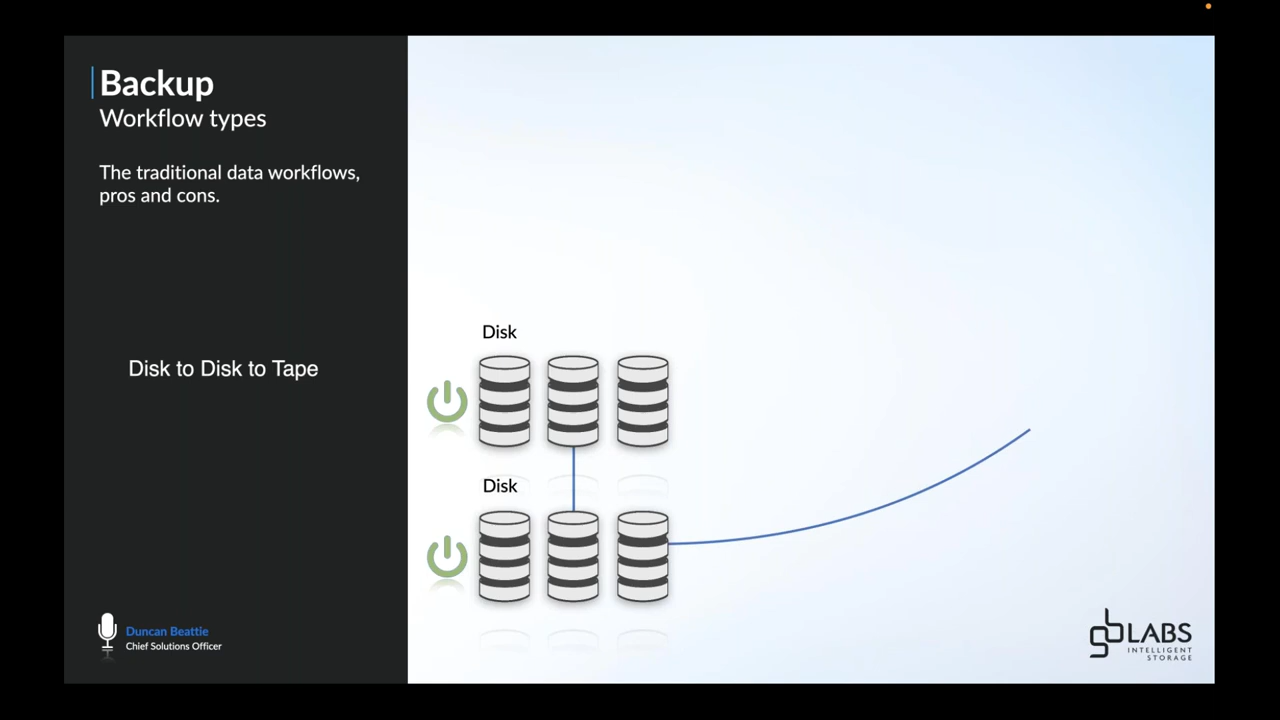 Backup
Workflow types
The traditional data workflows,
pros and cons.
Disk to Disk to Tape
Duncan Beattie
Chief Solutions Officer
Disk
Disk
gb LABS
INTELLIGENT
STORAGE